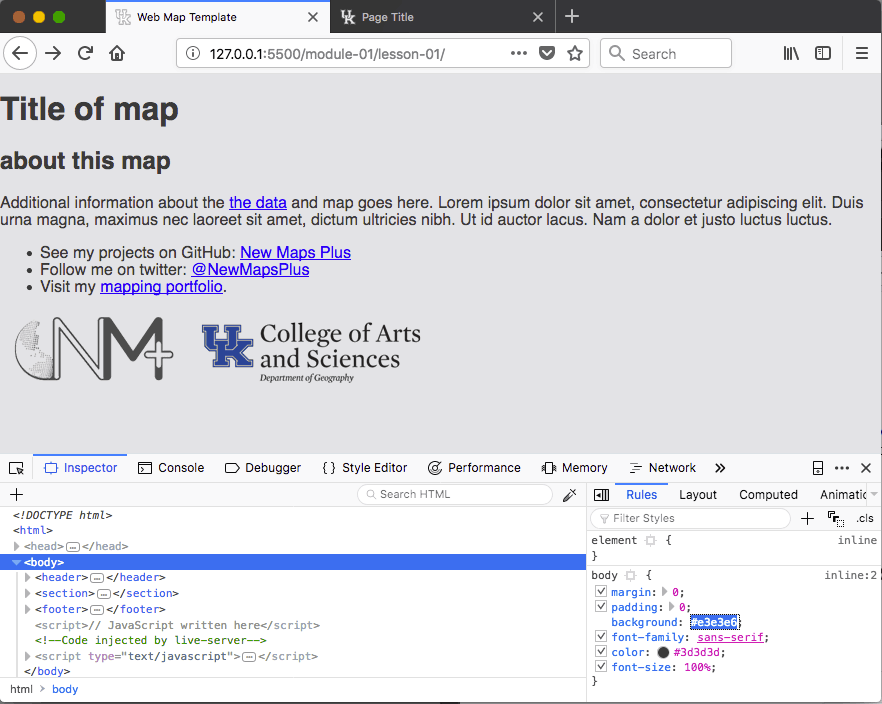 Web Map Template
Page Title
127.0.0.1:5500/module-01/lesson-01/
Search
Title of map
about this map
Additional information about the the data and map goes here. Lorem ipsum dolor sit amet, consectetur adipiscing elit. Duis
urna magna, maximus nec laoreet sit amet, dictum ultricies nibh. Ut id auctor lacus. Nam a dolor et justo luctus luctus.
• See my projects on GitHub: New Maps Plus
• Follow me on twitter: @NewMapsPlus
• Visit my mapping portfolio.
NM+
UK College of Arts
and Sciences
Department of Geography
Inspector Console Debugger { } Style Editor Performance Memory Network
Search HTML
Rules Layout Computed Animatic
Filter Styles
.cls
<!DOCTYPE html>
<html>
<head>…</head>
<body>
<header>…</header>
<section>…</section>
<footer>…</footer>
<script>// JavaScript written here</script>
<!--Code injected by live-server-->
<script type="text/javascript">…</script>
</body>
html > body
element { inline
}
body { inline:2
margin: 0;
padding: 0;
background: #e3e3e6;
font-family: sans-serif;
color: #3d3d3d;
font-size: 100%;
}